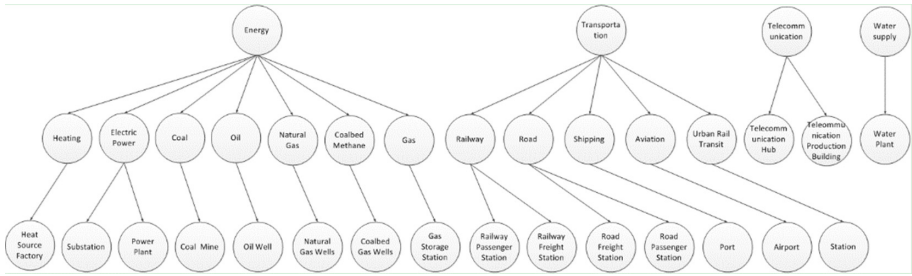 Energy
Transporta
tion
Telecomm
unication
Water
supply
Heating
Electric
Power
Coal
Oil
Natural
Gas
Coalbed
Methane
Gas
Railway
Road
Shipping
Aviation
Urban Rail
Transit
Telecomm
unication
Hub
Teleommu
nication
Production
Building
Water
Plant
Heat
Source
Factory
Substation
Power
Plant
Coal Mine
Oil Well
Natural
Gas Wells
Coalbed
Gas Wells
Gas
Storage
Station
Railway
Passenger
Station
Railway
Freight
Station
Road
Freight
Station
Road
Passenger
Station
Port
Airport
Station